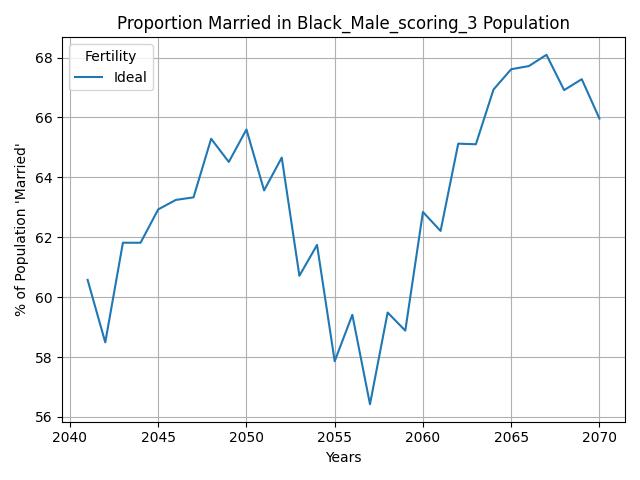 Proportion Married in Black_Male_scoring_3 Population
Fertility
Ideal
% of Population 'Married'
68
66
64
62
60
58
56
2040
2045
2050
2055
2060
2065
2070
Years